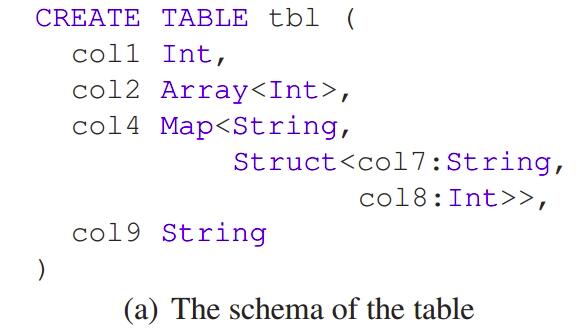 CREATE TABLE tbl (
col1 Int,
col2 Array<Int>,
col4 Map<String,
Struct<col7:String,
col8:Int>>,
col9 String
)
(a) The schema of the table